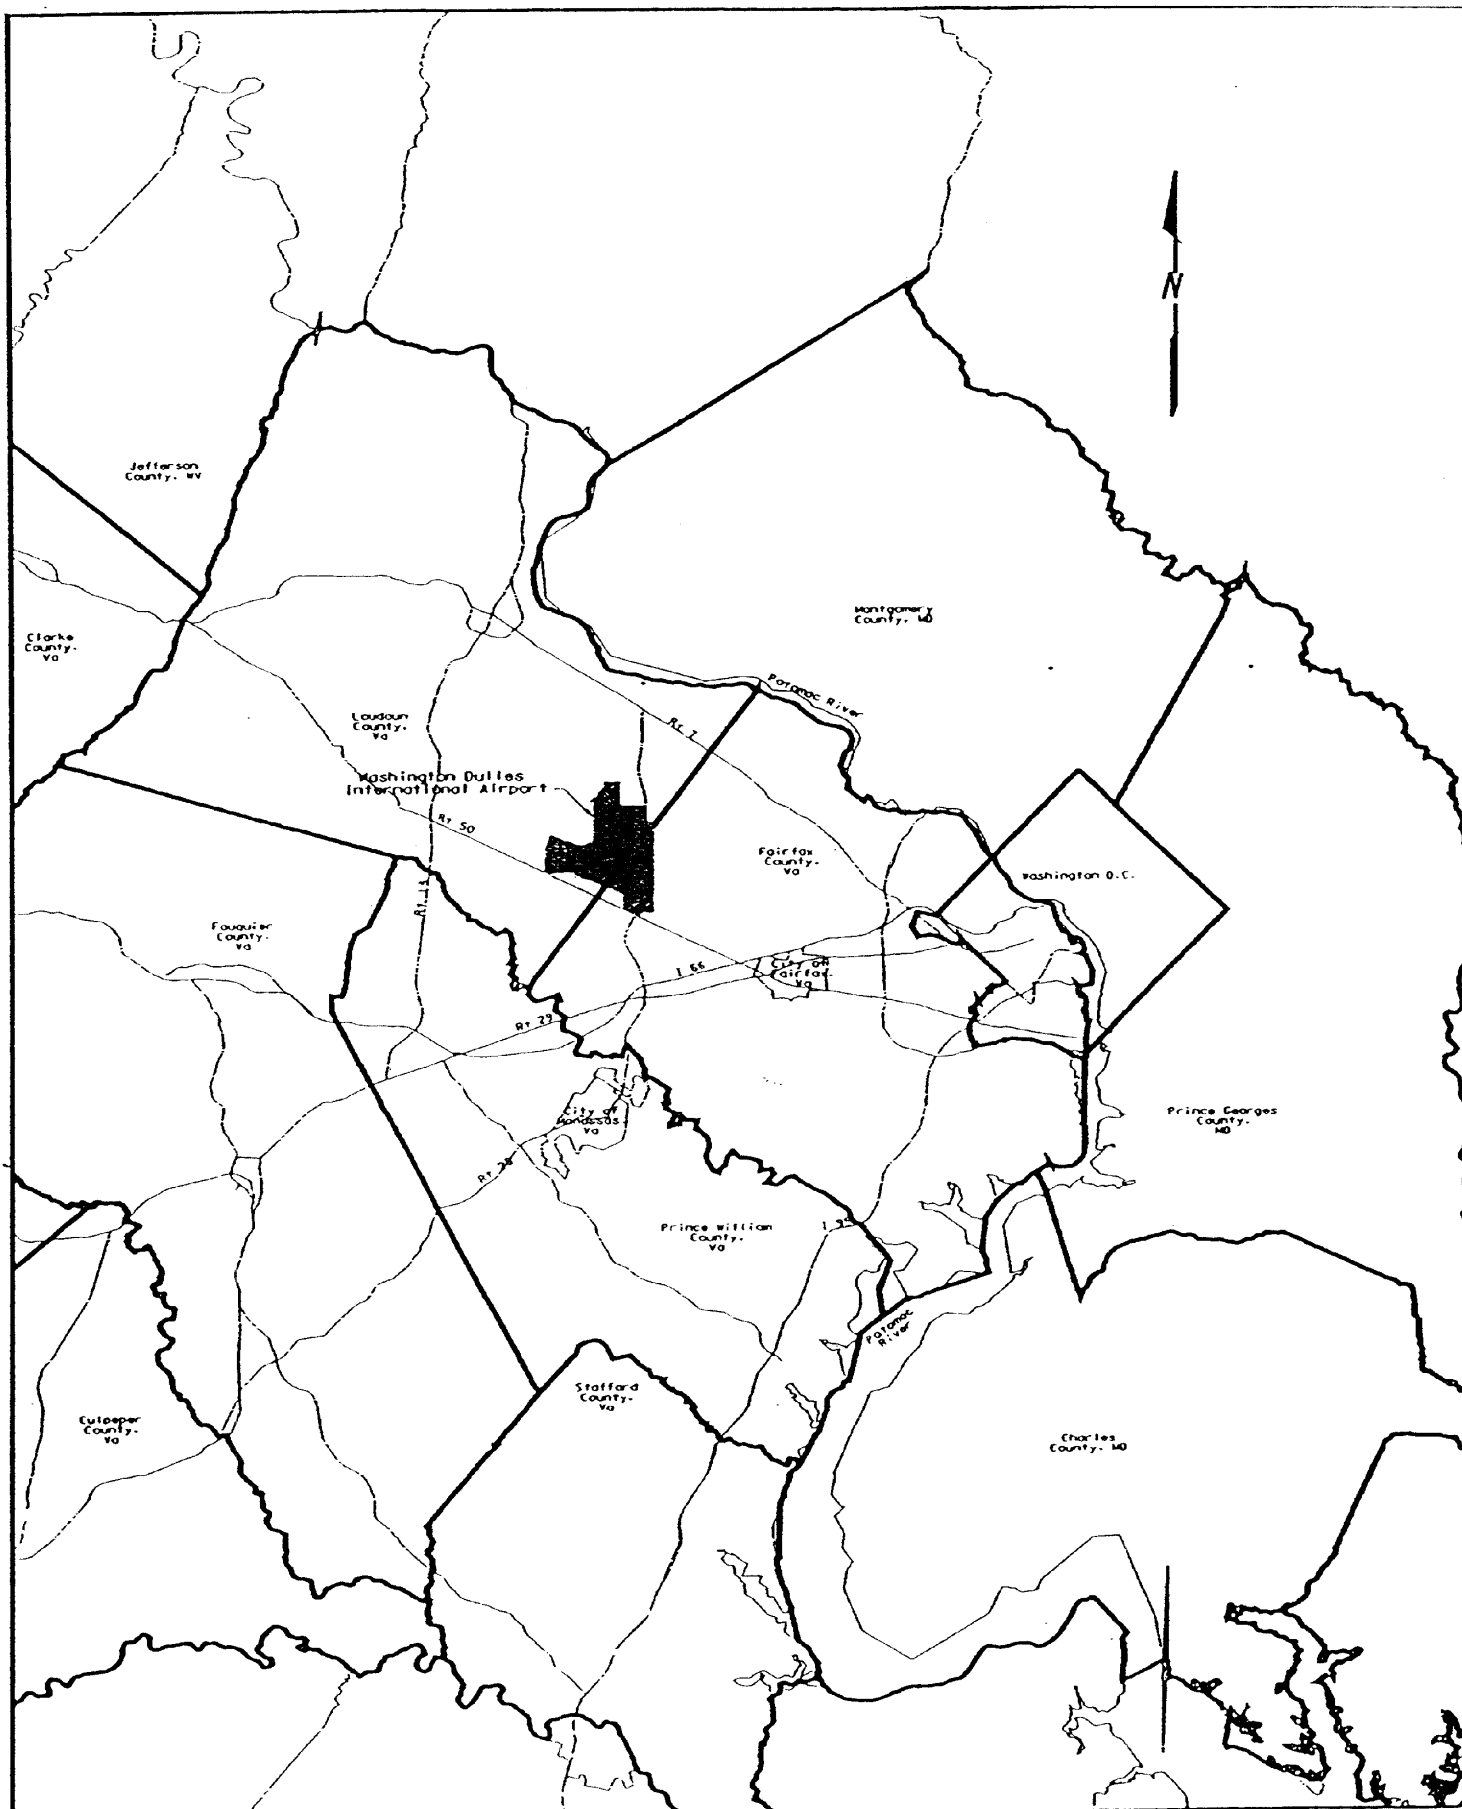 N
Jefferson
County. WV
Montgomery
County. MD
Clarke
County.
Va
Potomac River
Loudoun
County.
Va
Rt 7
Washington Dulles
International Airport
Rt 50
Fairfax
County.
Va
Washington D.C.
Rt 15
Fauquier
County.
Va
I 66
City of
Fairfax.
Va
Rt 29
City of
Manassas.
Va
Prince Georges
County.
MD
Rt 28
Prince William
County.
Va
I 95
Potomac
River
Stafford
County.
Va
Culpeper
County.
Va
Charles
County. MD